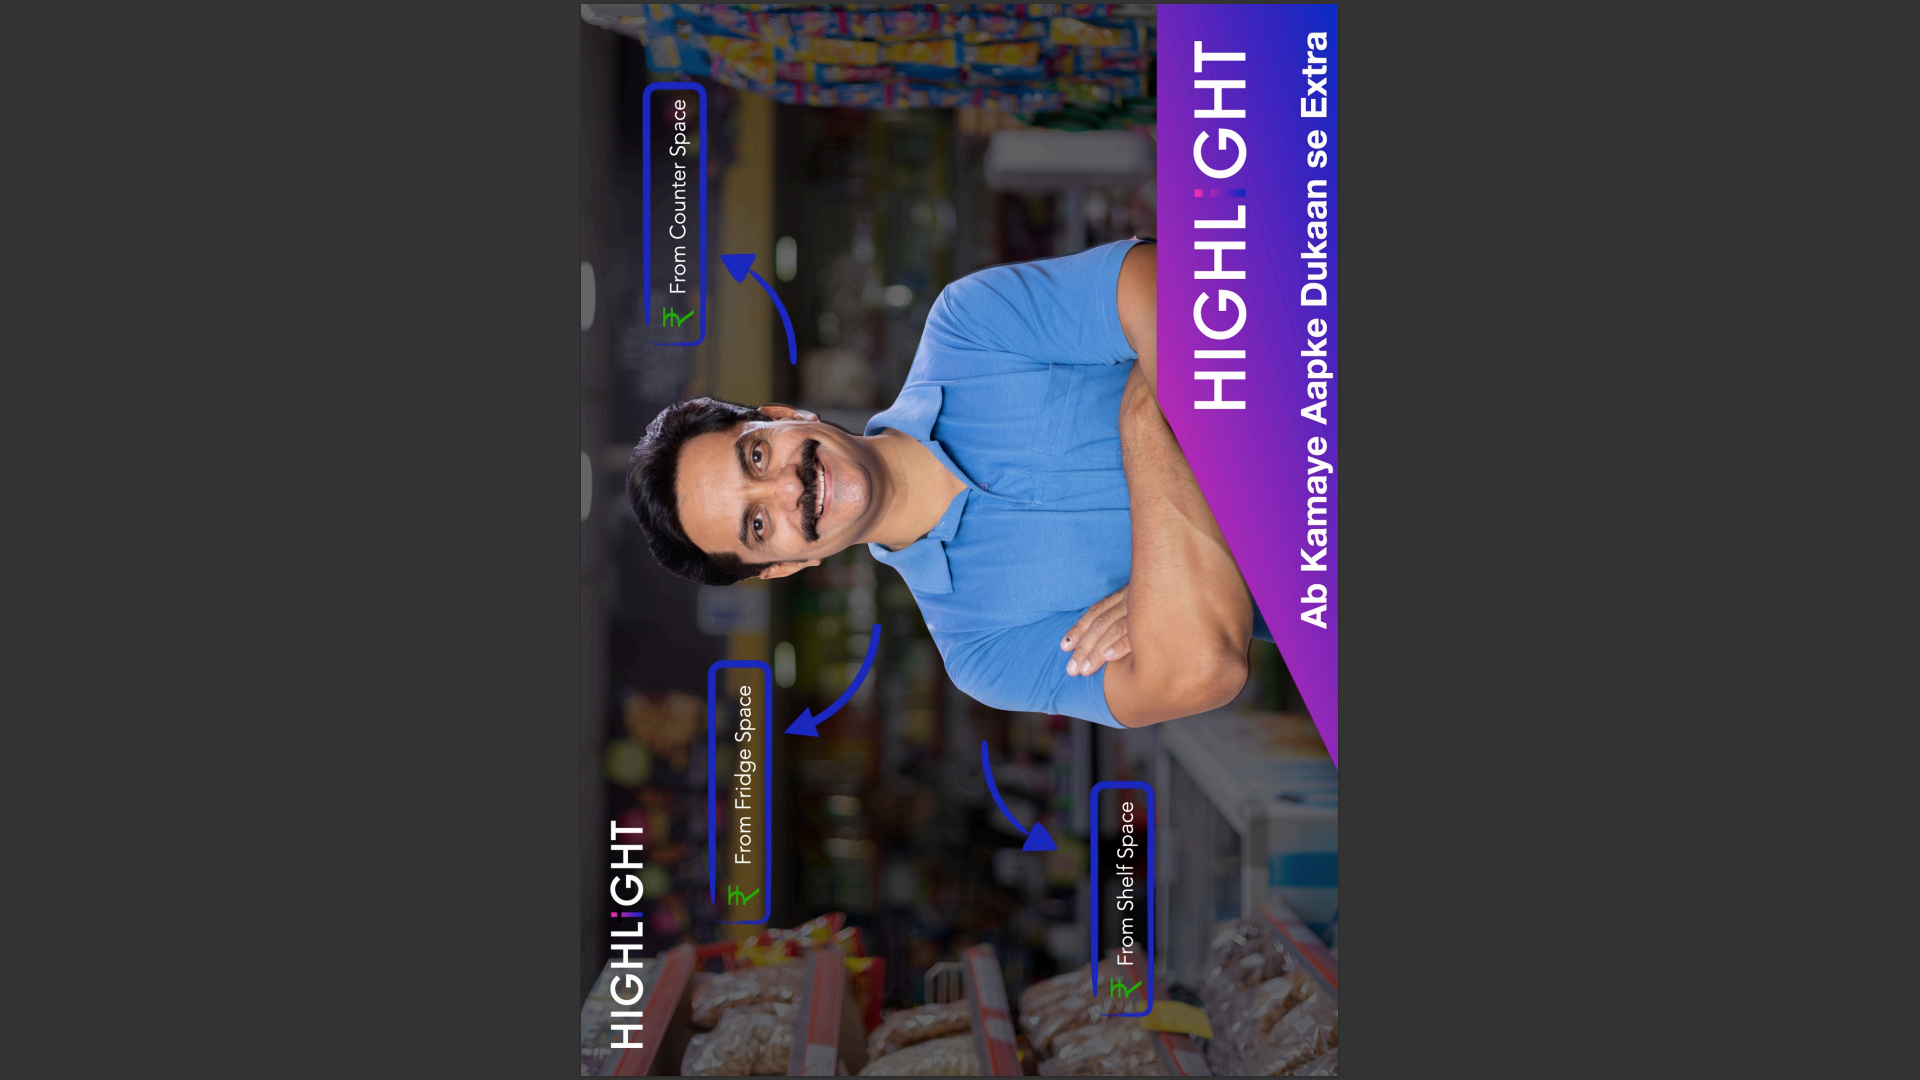 HIGHLiGHT
₹ From Fridge Space
₹ From Counter Space
₹ From Shelf Space
HIGHLiGHT
Ab Kamaye Aapke Dukaan se Extra